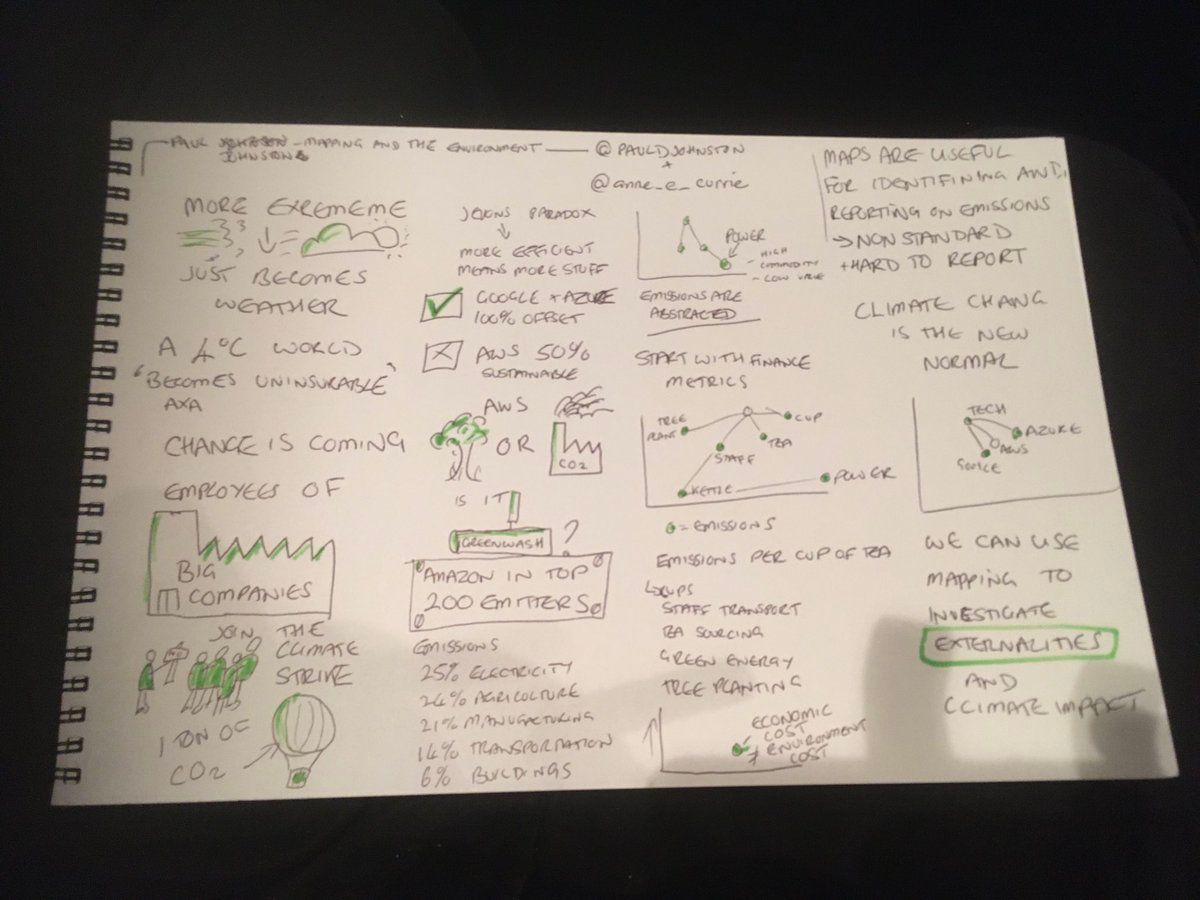 PAUL JOHNSON - MAPPING AND THE ENVIRONMENT — @PAULDJOHNSTON
JOHNSTON
+
@anne_e_currie
MORE EXREMEME
JUST BECOMES
WEATHER
A 4°C WORLD
"BECOMES UNINSURABLE"
AXA
CHANGE IS COMING
EMPLOYEES OF
BIG
COMPANIES
JOIN THE
CLIMATE
STRIKE
1 TON OF
CO2
JEVONS PARADOX
MORE EFFICIENT
MEANS MORE STUFF
GOOGLE + AZURE
100% OFFSET
AWS 50%
SUSTAINABLE
AWS
OR
CO2
IS IT
GREENWASH ?
AMAZON IN TOP
200 EMITTERS
EMISSIONS
25% ELECTRICITY
24% AGRICULTURE
21% MANUFACTURING
14% TRANSPORTATION
6% BUILDINGS
POWER
- HIGH
COMMODITY
- LOW VALUE
EMISSIONS ARE
ABSTRACTED
START WITH FINANCE
METRICS
TREE
PLANT
CUP
TEA
STAFF
KETTLE
POWER
= EMISSIONS
EMISSIONS PER CUP OF TEA
STAFF TRANSPORT
TEA SOURCING
GREEN ENERGY
TREE PLANTING
ECONOMIC
COST
≠ ENVIRONMENT
COST
MAPS ARE USEFUL
FOR IDENTIFINING AND
REPORTING ON EMISSIONS
→ NON STANDARD
+ HARD TO REPORT
CLIMATE CHANG
IS THE NEW
NORMAL
TECH
AZURE
AWS
WE CAN USE
MAPPING TO
INVESTIGATE
EXTERNALITIES
AND
CLIMATE IMPACT